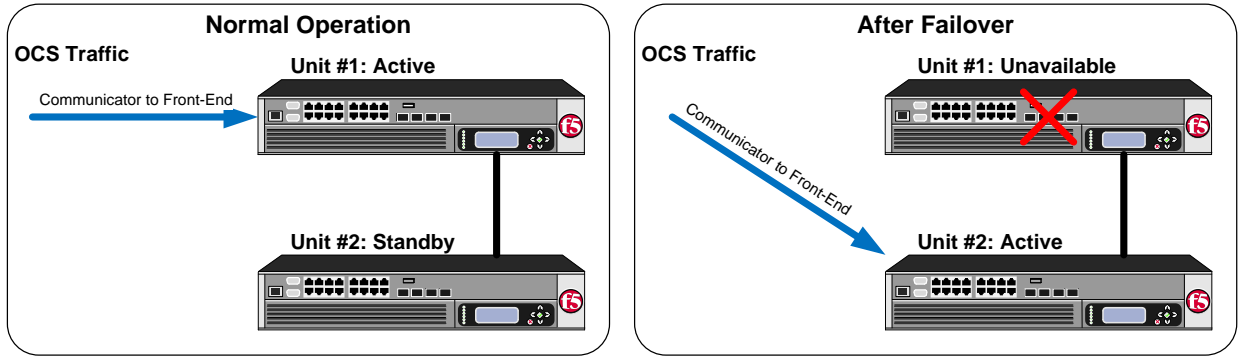 Normal Operation
OCS Traffic
Unit #1: Active
Communicator to Front-End
f5
Unit #2: Standby
f5
After Failover
OCS Traffic
Unit #1: Unavailable
Communicator to Front-End
f5
Unit #2: Active
f5